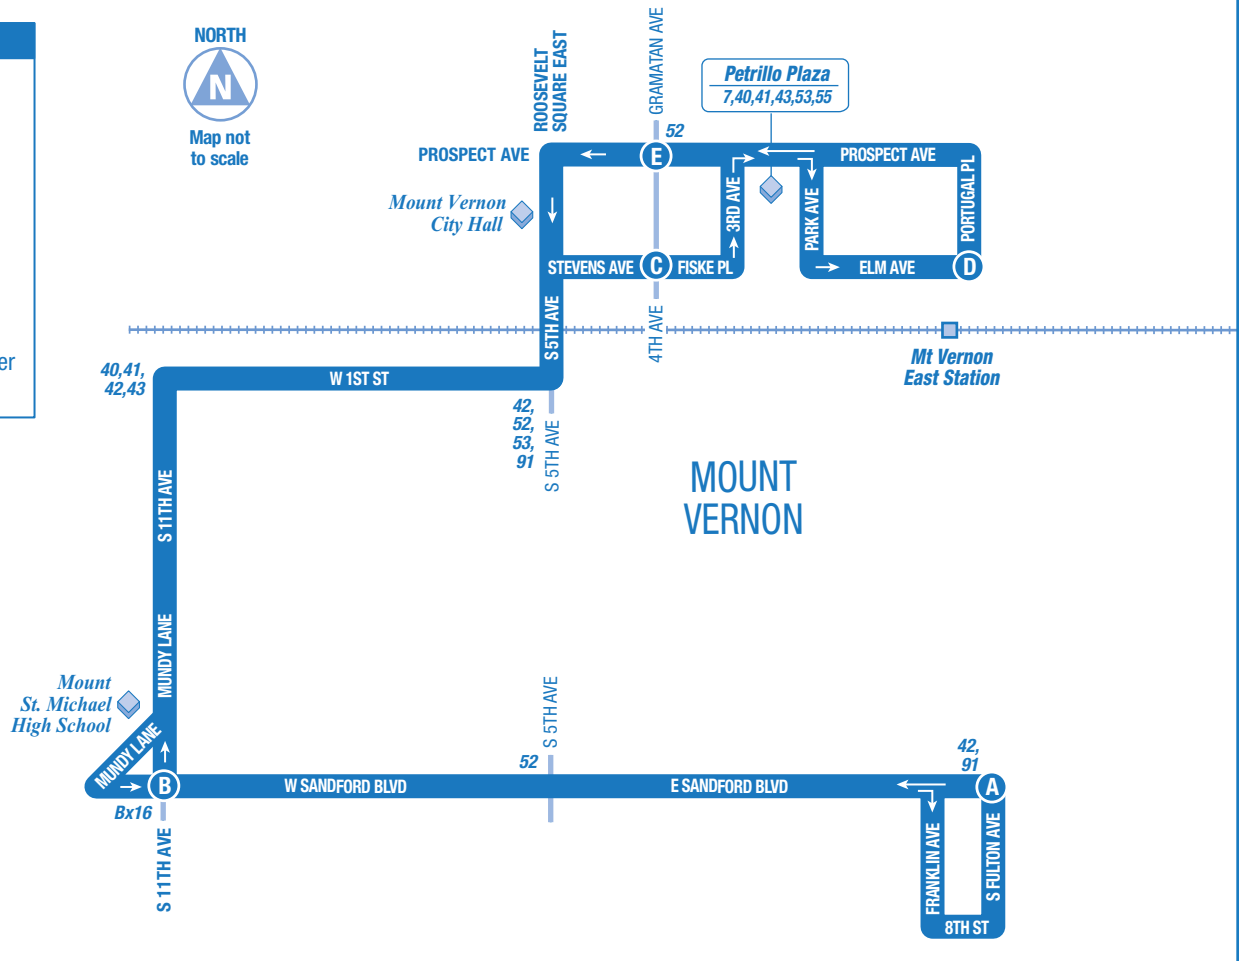 NORTH
N
Map not
to scale
ROOSEVELT
SQUARE EAST
GRAMATAN AVE
Petrillo Plaza
7,40,41,43,53,55
52
PROSPECT AVE
E
PROSPECT AVE
Mount Vernon
City Hall
3RD AVE
PARK AVE
PORTUGAL PL
STEVENS AVE
C
FISKE PL
ELM AVE
D
S 5TH AVE
4TH AVE
Mt Vernon
East Station
er
40,41,
42,43
W 1ST ST
42,
52,
53,
91
S 5TH AVE
MOUNT
VERNON
S 11TH AVE
MUNDY LANE
Mount
St. Michael
High School
MUNDY LANE
S 5TH AVE
52
42,
91
B
W SANDFORD BLVD
E SANDFORD BLVD
A
Bx16
S 11TH AVE
FRANKLIN AVE
S FULTON AVE
8TH ST